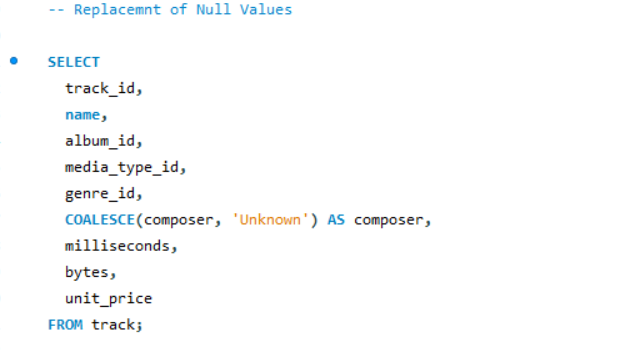 -- Replacemnt of Null Values
SELECT
track_id,
name,
album_id,
media_type_id,
genre_id,
COALESCE(composer, 'Unknown') AS composer,
milliseconds,
bytes,
unit_price
FROM track;